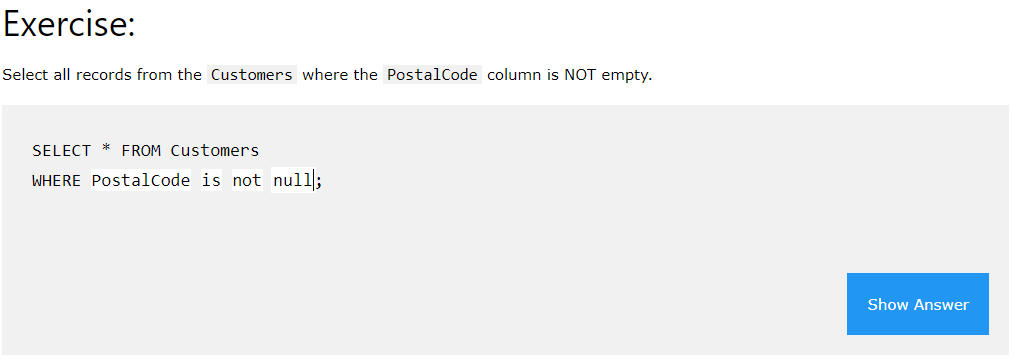 Exercise:
Select all records from the Customers where the PostalCode column is NOT empty.
SELECT * FROM Customers
WHERE PostalCode is not null;
Show Answer